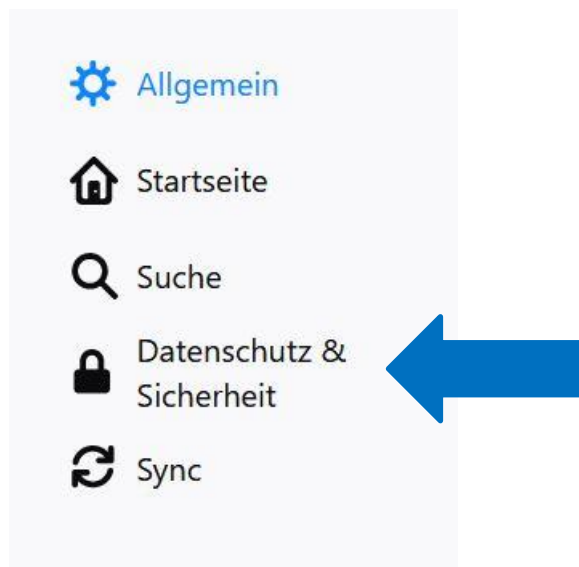 Allgemein
Startseite
Suche
Datenschutz &
Sicherheit
Sync